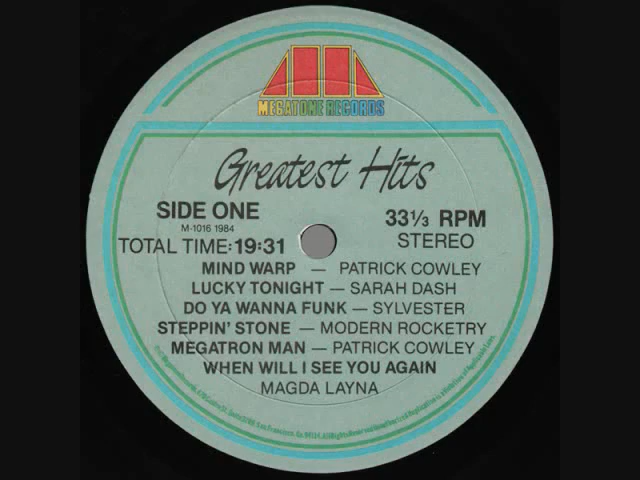 MEGATONE RECORDS
Greatest Hits
SIDE ONE
M-1016 1984
TOTAL TIME: 19:31
33 1/3 RPM
STEREO
MIND WARP — PATRICK COWLEY
LUCKY TONIGHT — SARAH DASH
DO YA WANNA FUNK — SYLVESTER
STEPPIN' STONE — MODERN ROCKETRY
MEGATRON MAN — PATRICK COWLEY
WHEN WILL I SEE YOU AGAIN
MAGDA LAYNA